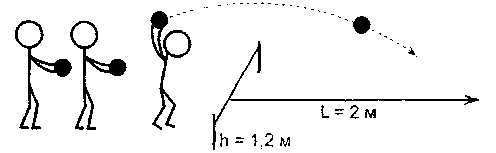 L = 2 м
h = 1,2 м